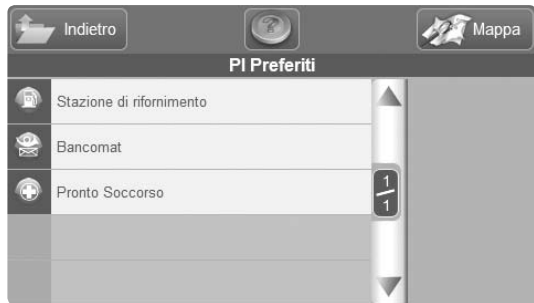 Indietro
?
Mappa
PI Preferiti
Stazione di rifornimento
Bancomat
Pronto Soccorso
1
1